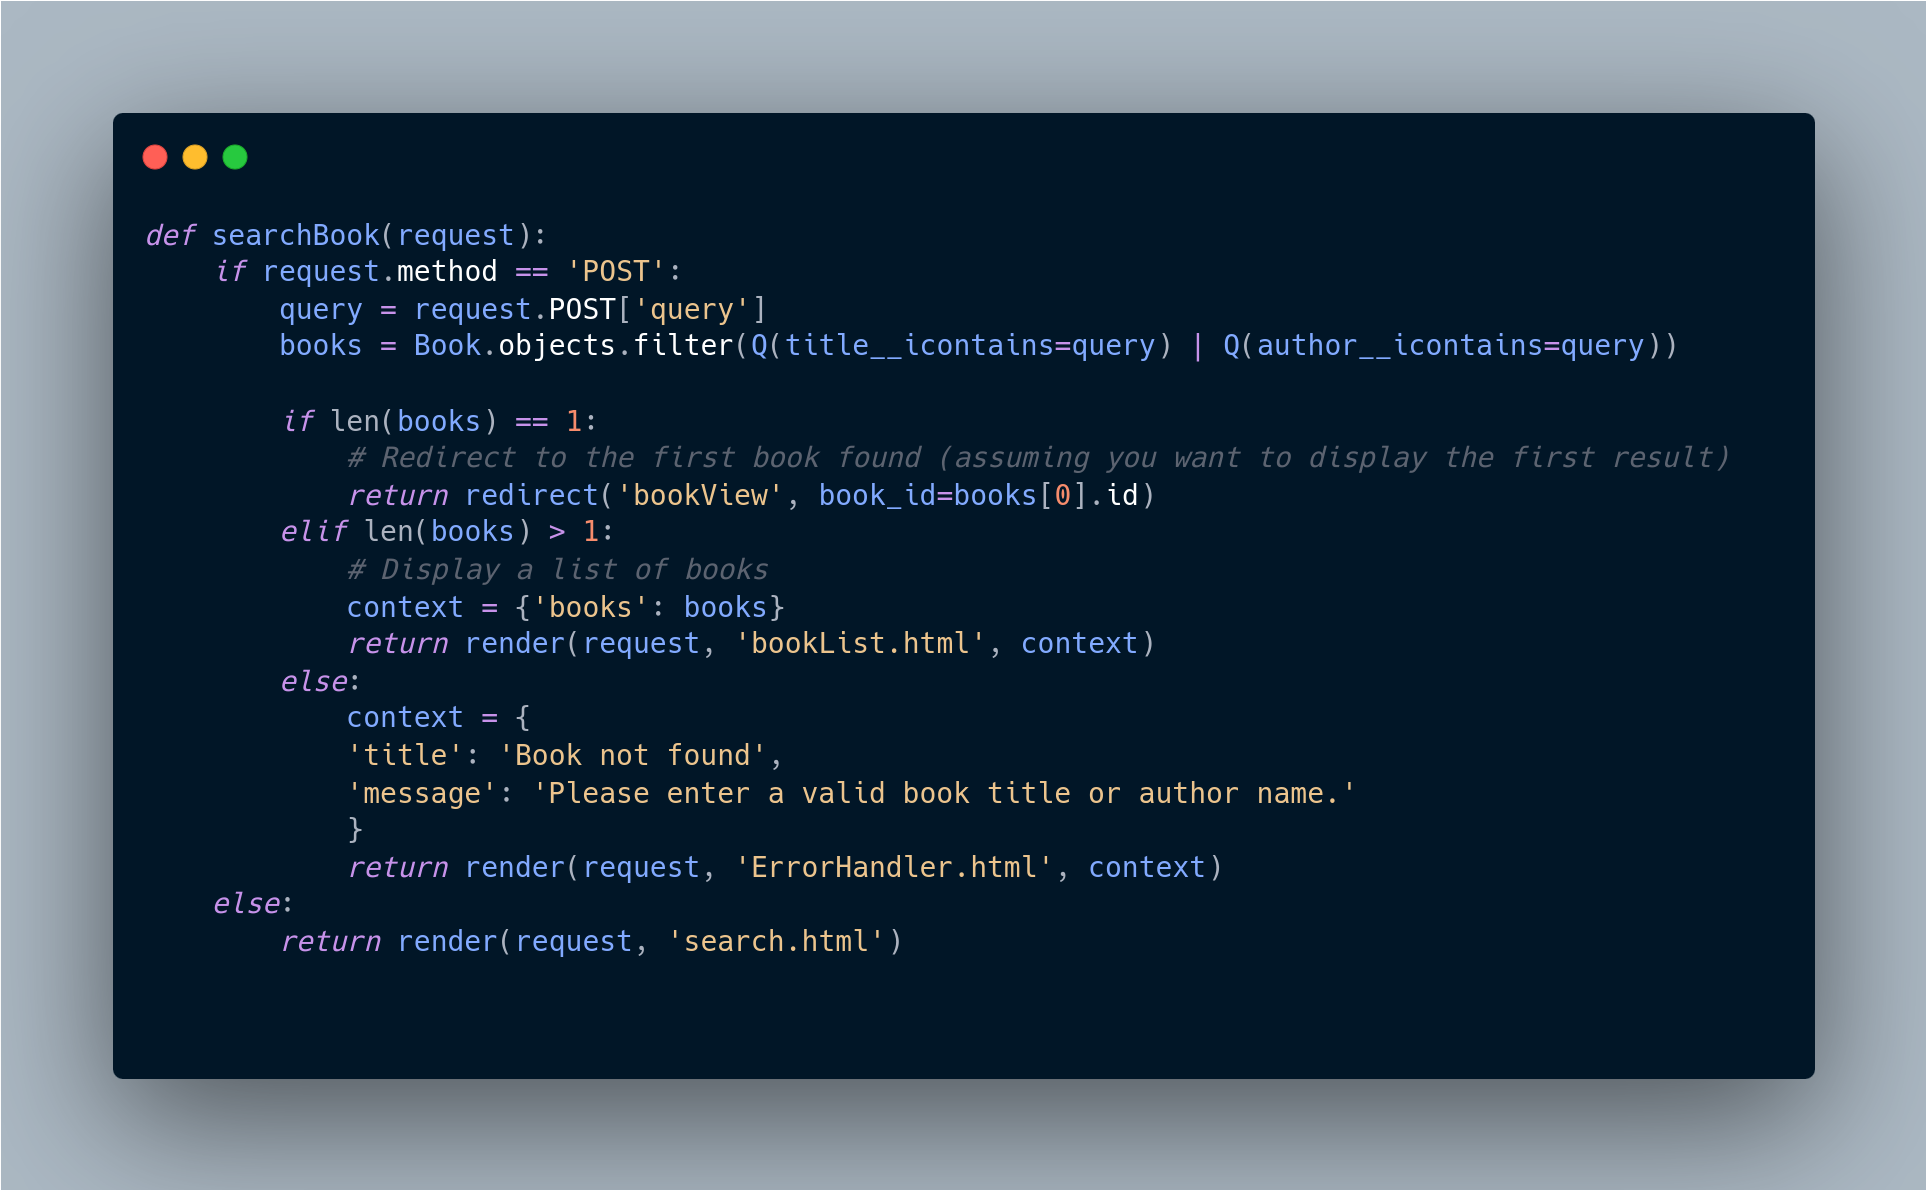 def searchBook(request):
    if request.method == 'POST':
        query = request.POST['query']
        books = Book.objects.filter(Q(title__icontains=query) | Q(author__icontains=query))

        if len(books) == 1:
            # Redirect to the first book found (assuming you want to display the first result)
            return redirect('bookView', book_id=books[0].id)
        elif len(books) > 1:
            # Display a list of books
            context = {'books': books}
            return render(request, 'bookList.html', context)
        else:
            context = {
            'title': 'Book not found',
            'message': 'Please enter a valid book title or author name.'
            }
            return render(request, 'ErrorHandler.html', context)
    else:
        return render(request, 'search.html')